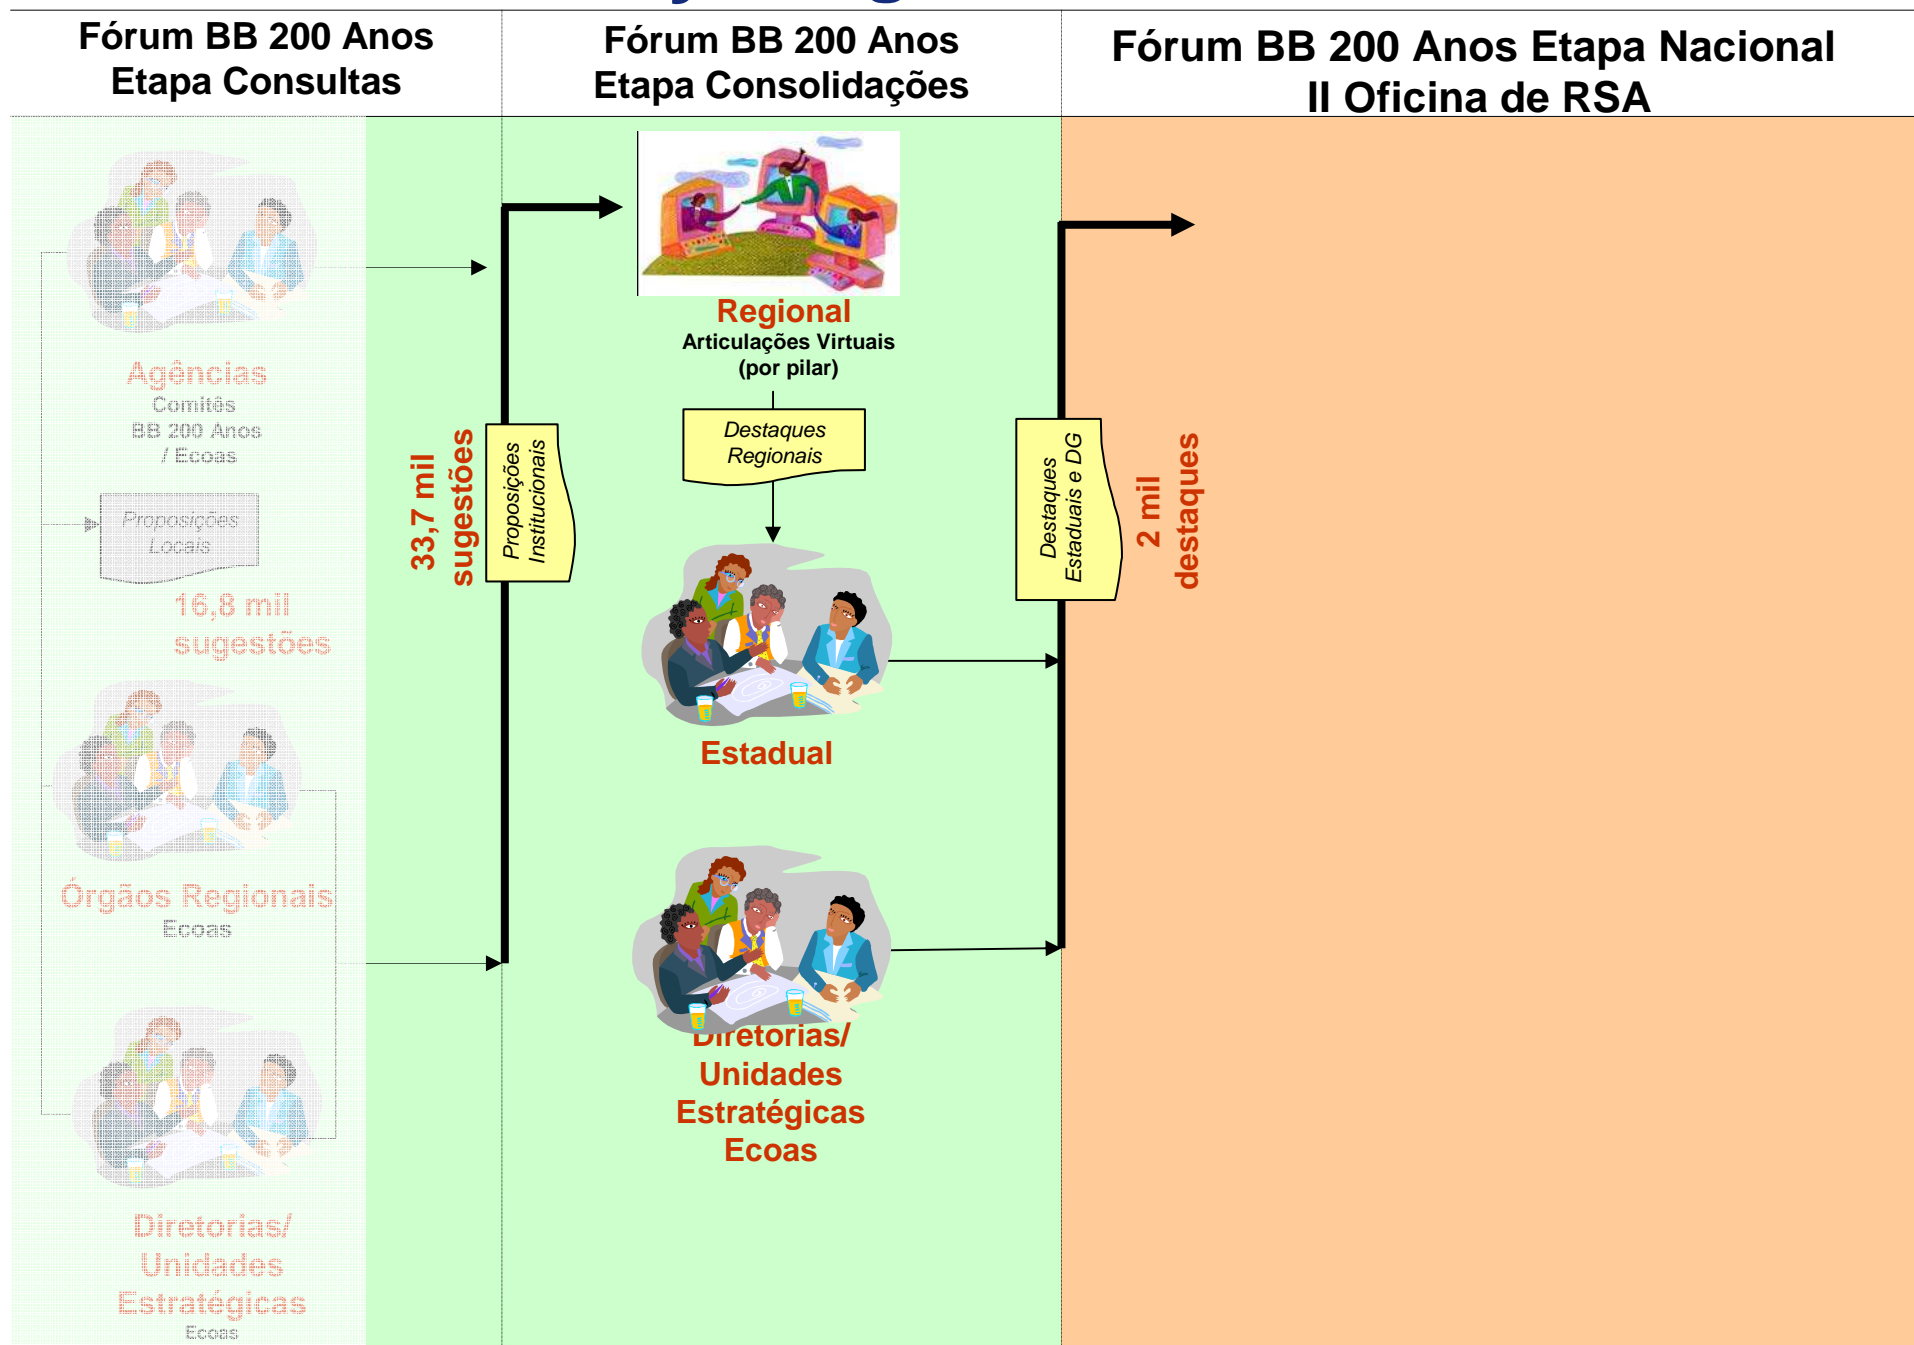 Fórum BB 200 Anos
Etapa Consultas
Fórum BB 200 Anos
Etapa Consolidações
Fórum BB 200 Anos Etapa Nacional
II Oficina de RSA
Agências
Comitês
BB 200 Anos
/ Ecoas
Proposições
Locais
16,8 mil
sugestões
Órgãos Regionais
Ecoas
Diretorias/
Unidades
Estratégicas
Ecoas
33,7 mil
sugestões
Proposições
Institucionais
Regional
Articulações Virtuais
(por pilar)
Destaques
Regionais
Estadual
Diretorias/
Unidades
Estratégicas
Ecoas
Destaques
Estaduais e DG
2 mil
destaques